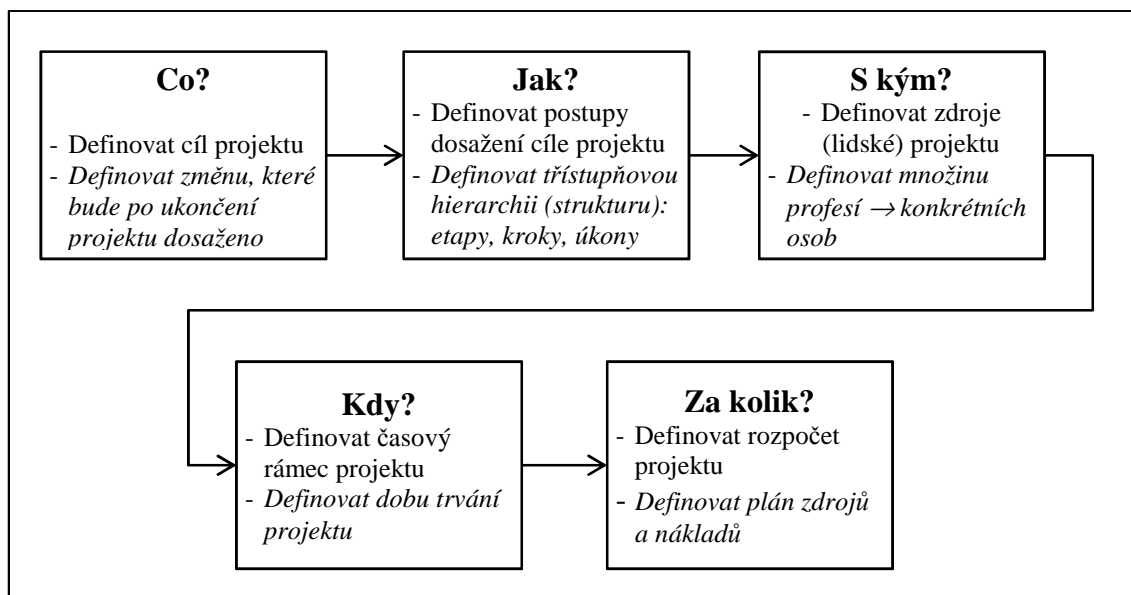 Co?
- Definovat cíl projektu
- Definovat změnu, které
bude po ukončení
projektu dosaženo
Jak?
- Definovat postupy
dosažení cíle projektu
- Definovat třístupňovou
hierarchii (strukturu):
etapy, kroky, úkony
S kým?
- Definovat zdroje
(lidské) projektu
- Definovat množinu
profesí → konkrétních
osob
Kdy?
- Definovat časový
rámec projektu
- Definovat dobu trvání
projektu
Za kolik?
- Definovat rozpočet
projektu
- Definovat plán zdrojů
a nákladů